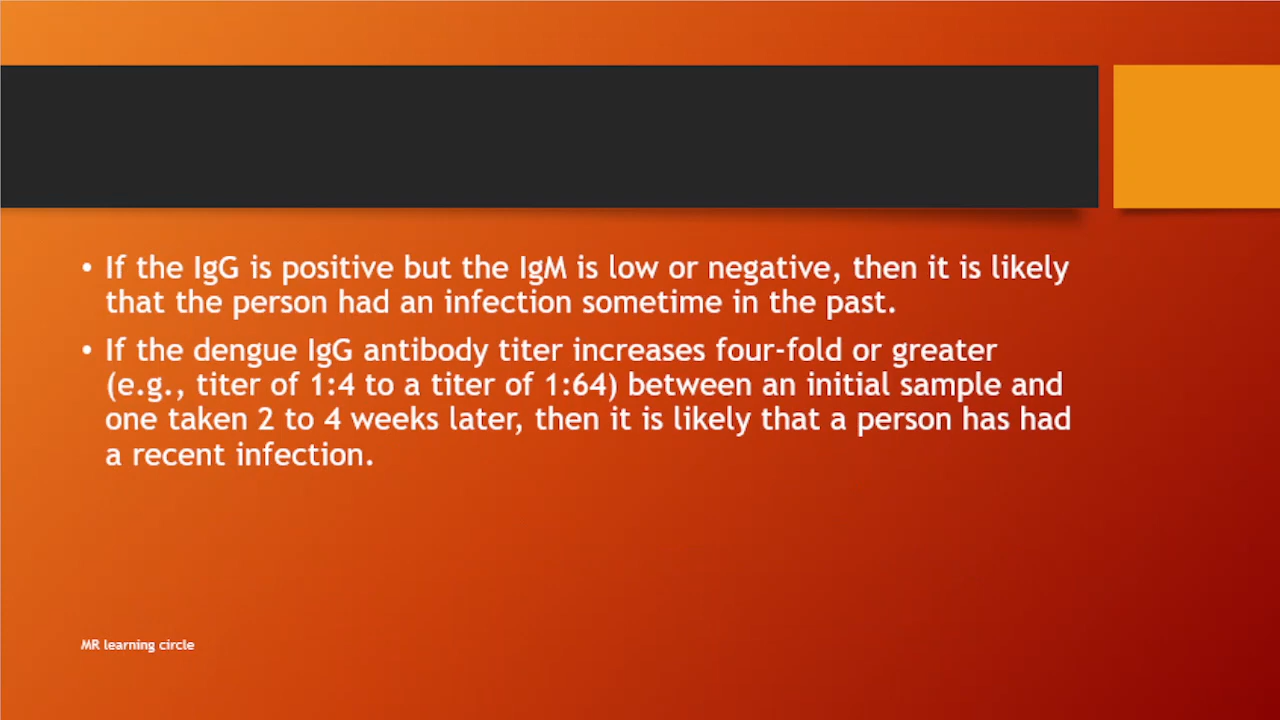 • If the IgG is positive but the IgM is low or negative, then it is likely
that the person had an infection sometime in the past.
• If the dengue IgG antibody titer increases four-fold or greater
(e.g., titer of 1:4 to a titer of 1:64) between an initial sample and
one taken 2 to 4 weeks later, then it is likely that a person has had
a recent infection.
MR learning circle